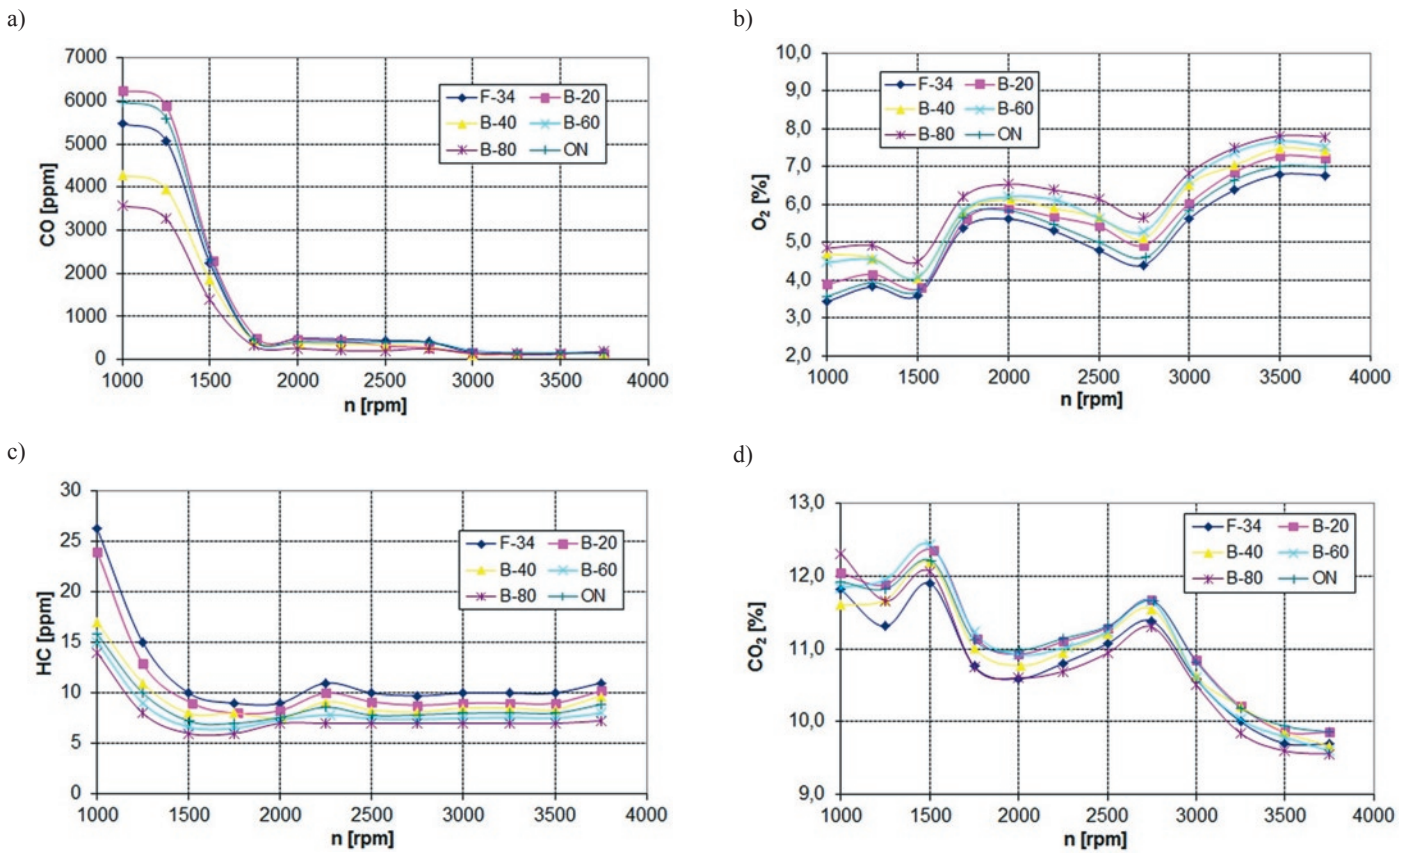 a)
7000
6000
5000
4000
3000
2000
1000
0
CO [ppm]
F-34 B-20
B-40 B-60
B-80 ON
1000 1500 2000 2500 3000 3500 4000
n [rpm]
b)
10,0
9,0
8,0
7,0
6,0
5,0
4,0
3,0
2,0
O₂ [%]
F-34 B-20
B-40 B-60
B-80 ON
1000 1500 2000 2500 3000 3500 4000
n [rpm]
c)
30
25
20
15
10
5
0
HC [ppm]
F-34 B-20
B-40 B-60
B-80 ON
1000 1500 2000 2500 3000 3500 4000
n [rpm]
d)
13,0
12,0
11,0
10,0
9,0
CO₂ [%]
F-34 B-20
B-40 B-60
B-80 ON
1000 1500 2000 2500 3000 3500 4000
n [rpm]